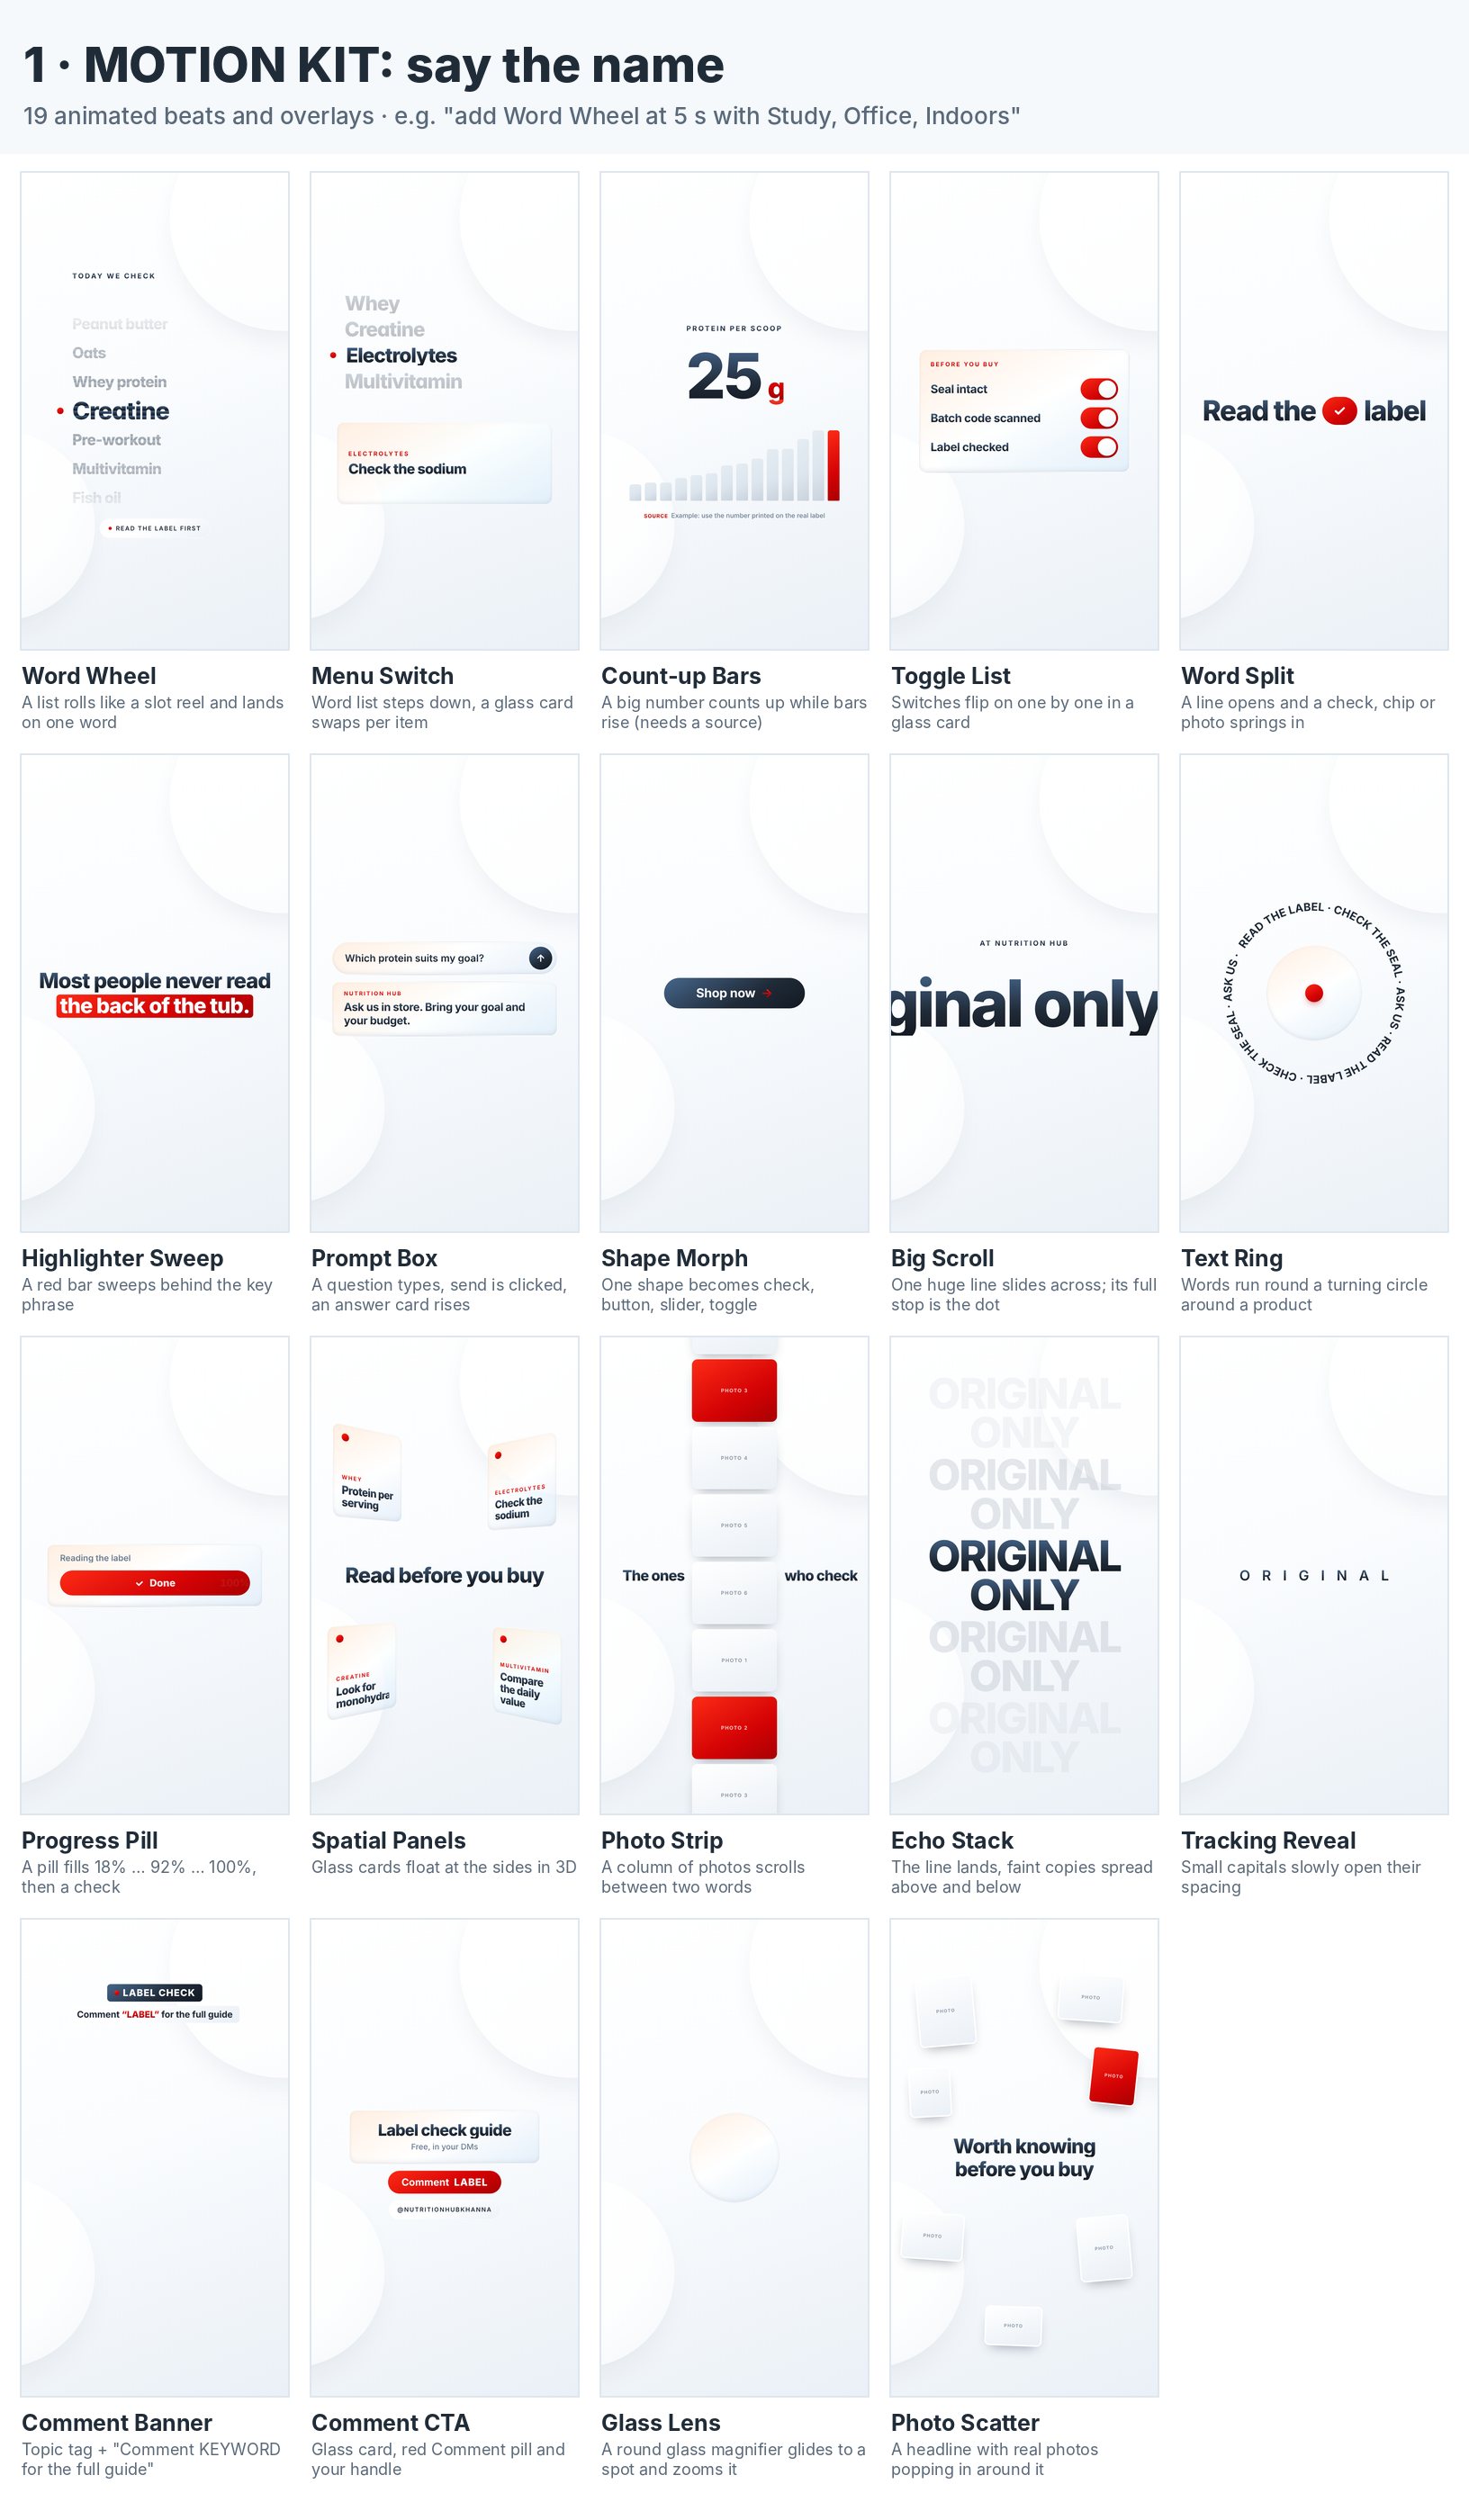 1 · MOTION KIT: say the name
19 animated beats and overlays · e.g. "add Word Wheel at 5 s with Study, Office, Indoors"
TODAY WE CHECK
Peanut butter
Oats
Whey protein
Creatine
Pre-workout
Multivitamin
Fish oil
READ THE LABEL FIRST
Word Wheel
A list rolls like a slot reel and lands
on one word
Whey
Creatine
Electrolytes
Multivitamin
ELECTROLYTES
Check the sodium
Menu Switch
Word list steps down, a glass card
swaps per item
PROTEIN PER SCOOP
25 g
SOURCE Example: use the number printed on the real label
Count-up Bars
A big number counts up while bars
rise (needs a source)
BEFORE YOU BUY
Seal intact
Batch code scanned
Label checked
Toggle List
Switches flip on one by one in a
glass card
Read the label
Word Split
A line opens and a check, chip or
photo springs in
Most people never read
the back of the tub.
Highlighter Sweep
A red bar sweeps behind the key
phrase
Which protein suits my goal?
NUTRITION HUB
Ask us in store. Bring your goal and
your budget.
Prompt Box
A question types, send is clicked,
an answer card rises
Shop now →
Shape Morph
One shape becomes check,
button, slider, toggle
AT NUTRITION HUB
ginal only
Big Scroll
One huge line slides across; its full
stop is the dot
READ THE LABEL · CHECK THE SEAL · ASK US · READ THE LABEL · CHECK THE SEAL · ASK US ·
Text Ring
Words run round a turning circle
around a product
Reading the label
✓ Done
Progress Pill
A pill fills 18% ... 92% ... 100%,
then a check
WHEY
Protein per
serving
ELECTROLYTES
Check the
sodium
Read before you buy
CREATINE
Look for
monohydra
MULTIVITAMIN
Compare
the daily
value
Spatial Panels
Glass cards float at the sides in 3D
PHOTO 3
PHOTO 4
PHOTO 5
The ones
PHOTO 6
who check
PHOTO 1
PHOTO 2
PHOTO 3
Photo Strip
A column of photos scrolls
between two words
ORIGINAL
ONLY
ORIGINAL
ONLY
ORIGINAL
ONLY
ORIGINAL
ONLY
ORIGINAL
ONLY
Echo Stack
The line lands, faint copies spread
above and below
ORIGINAL
Tracking Reveal
Small capitals slowly open their
spacing
LABEL CHECK
Comment “LABEL” for the full guide
Comment Banner
Topic tag + "Comment KEYWORD
for the full guide"
Label check guide
Free, in your DMs
Comment LABEL
@NUTRITIONHUBKHANNA
Comment CTA
Glass card, red Comment pill and
your handle
Glass Lens
A round glass magnifier glides to a
spot and zooms it
PHOTO
PHOTO
PHOTO
PHOTO
Worth knowing
before you buy
PHOTO
PHOTO
PHOTO
Photo Scatter
A headline with real photos
popping in around it